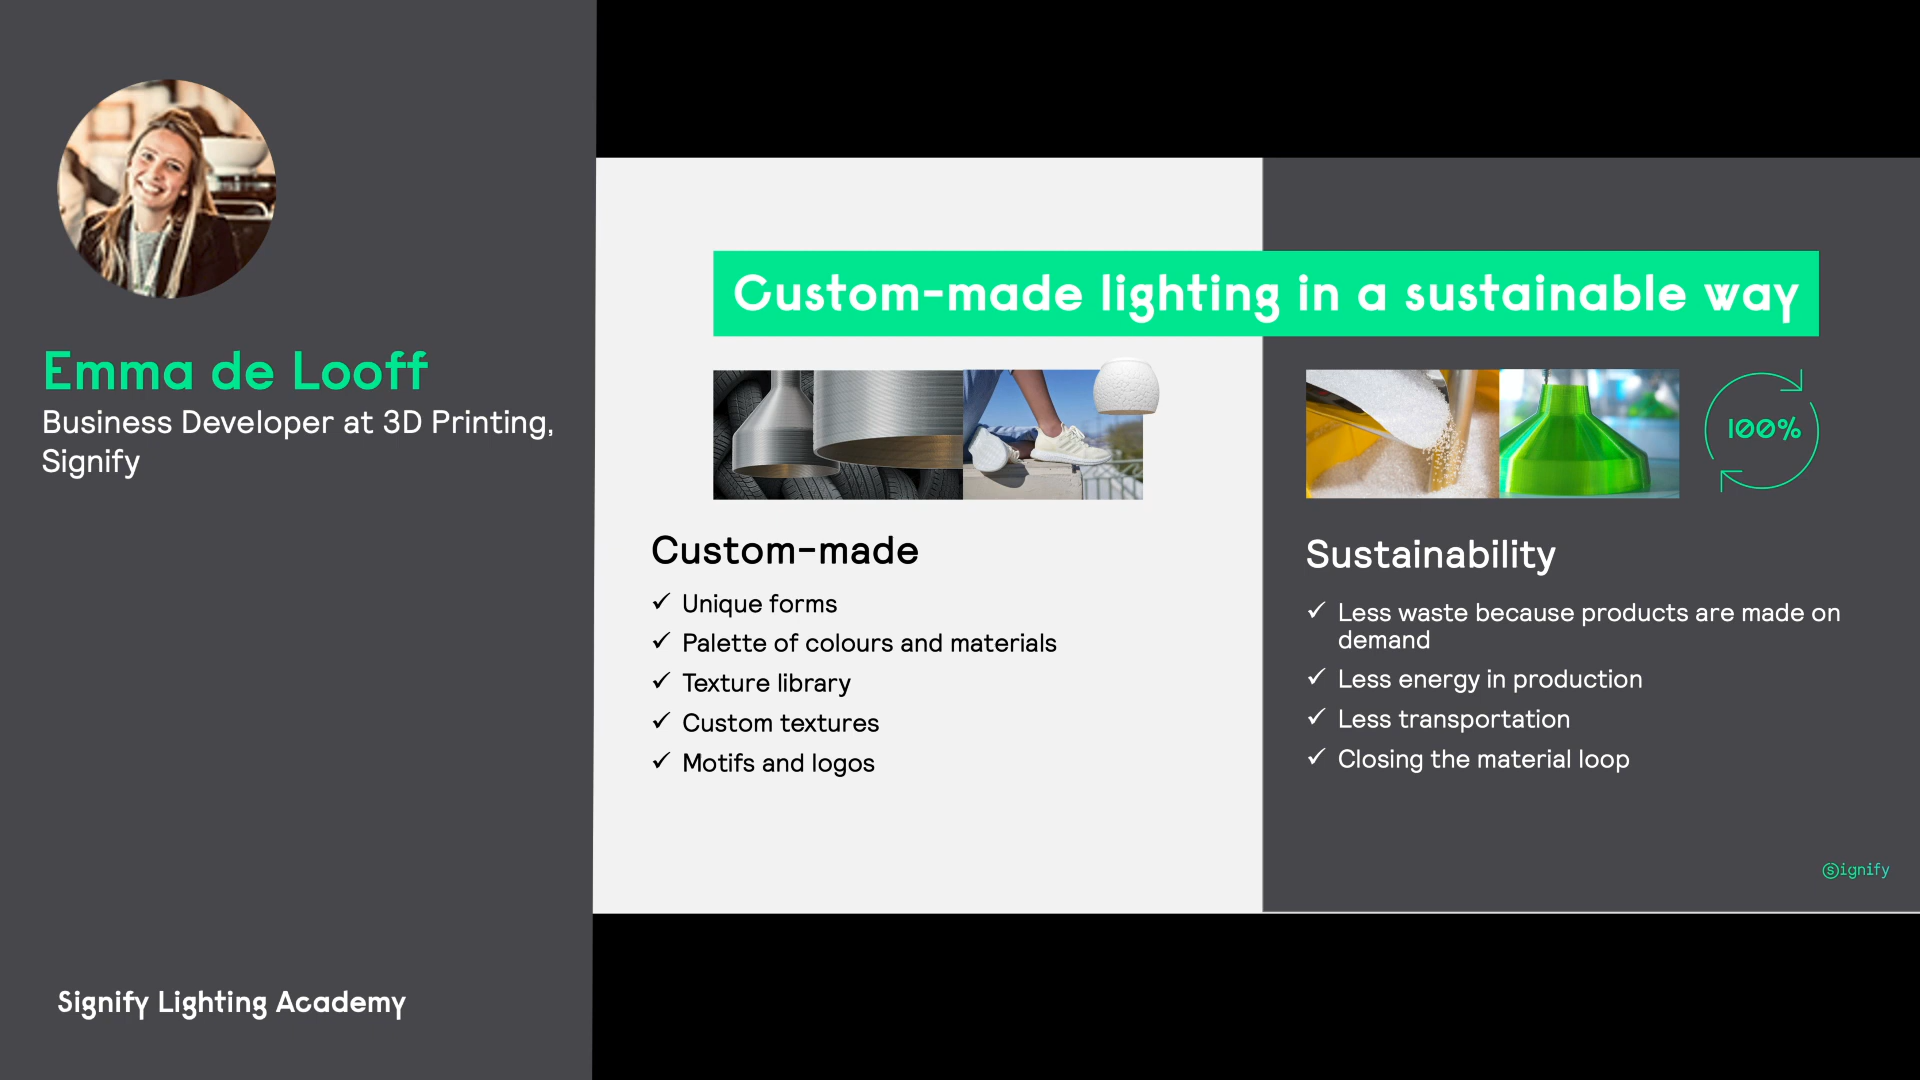 Emma de Looff
Business Developer at 3D Printing,
Signify
Signify Lighting Academy
Custom-made lighting in a sustainable way
100%
Custom-made
✓ Unique forms
✓ Palette of colours and materials
✓ Texture library
✓ Custom textures
✓ Motifs and logos
Sustainability
✓ Less waste because products are made on
demand
✓ Less energy in production
✓ Less transportation
✓ Closing the material loop
Signify